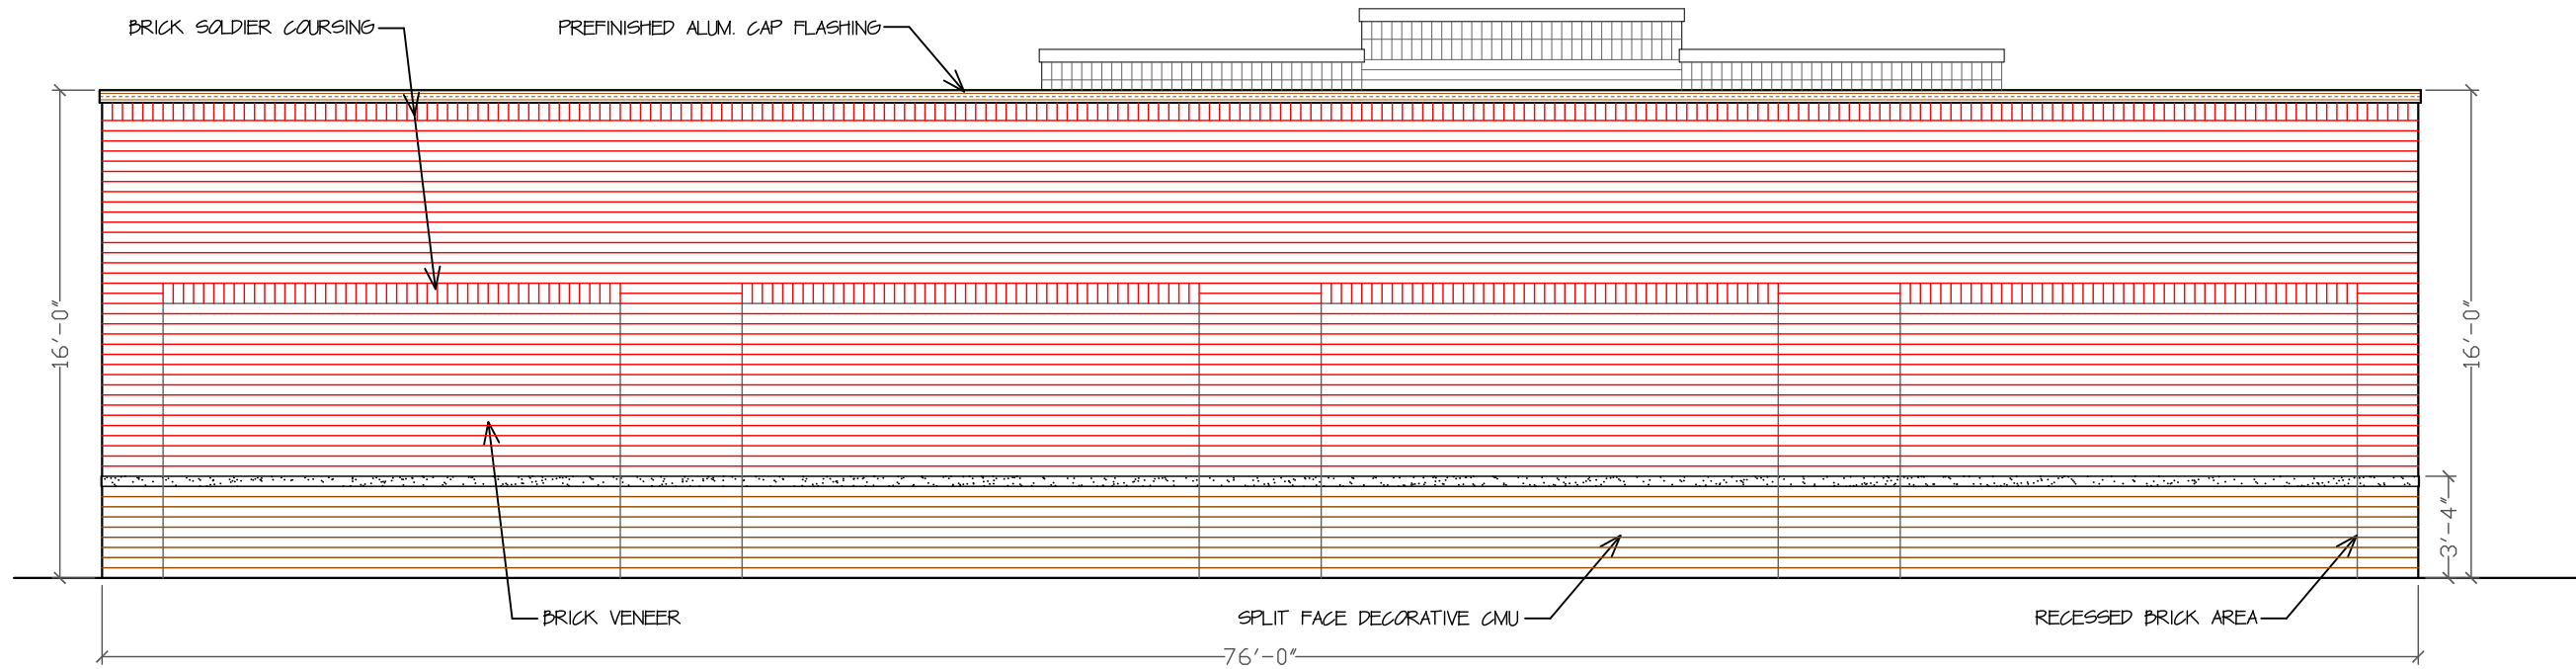 BRICK SOLDIER COURSING
PREFINISHED ALUM. CAP FLASHING
16'-0"
16'-0"
3'-4"
BRICK VENEER
SPLIT FACE DECORATIVE CMU
RECESSED BRICK AREA
76'-0"